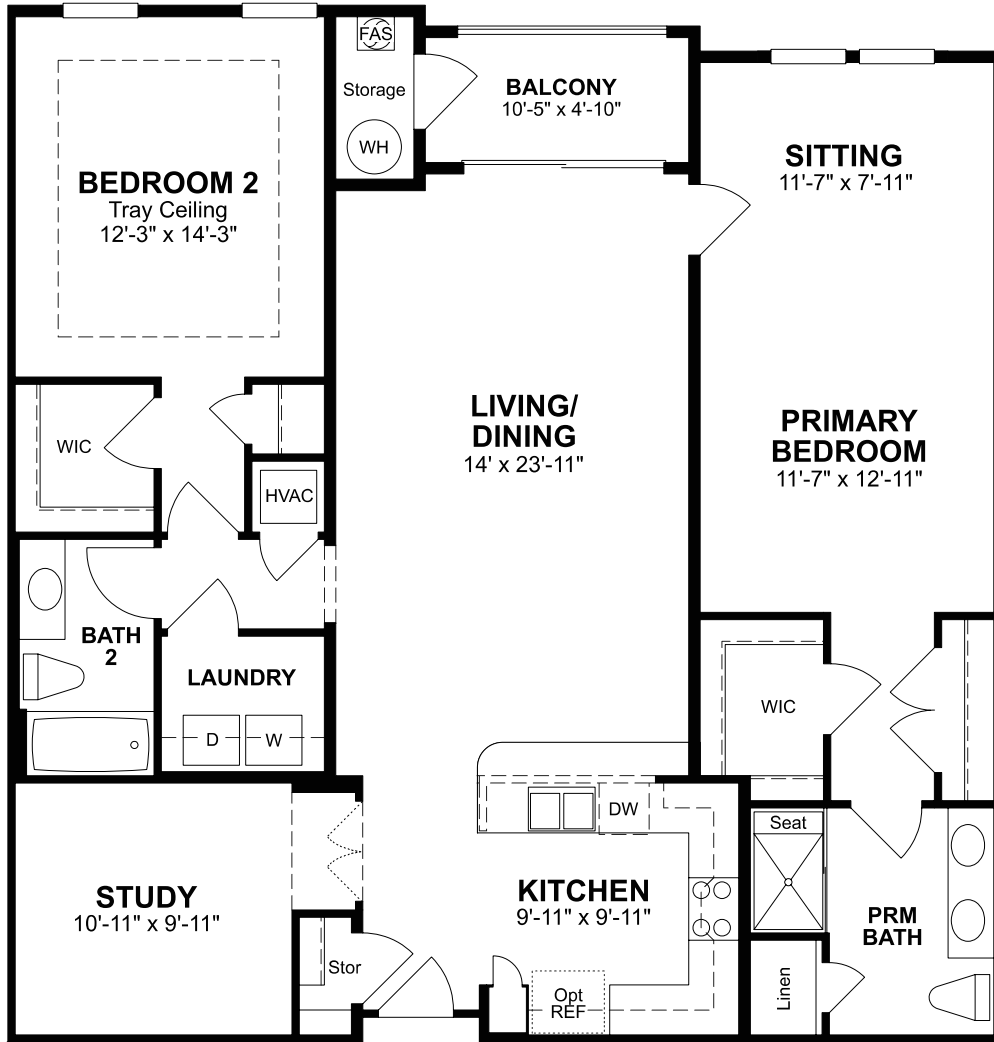 FAS
Storage
WH
BALCONY
10'-5" x 4'-10"
SITTING
11'-7" x 7'-11"
BEDROOM 2
Tray Ceiling
12'-3" x 14'-3"
LIVING/
DINING
14' x 23'-11"
PRIMARY
BEDROOM
11'-7" x 12'-11"
WIC
HVAC
BATH
2
LAUNDRY
D
W
WIC
DW
Seat
STUDY
10'-11" x 9'-11"
KITCHEN
9'-11" x 9'-11"
PRM
BATH
Stor
Opt
REF
Linen